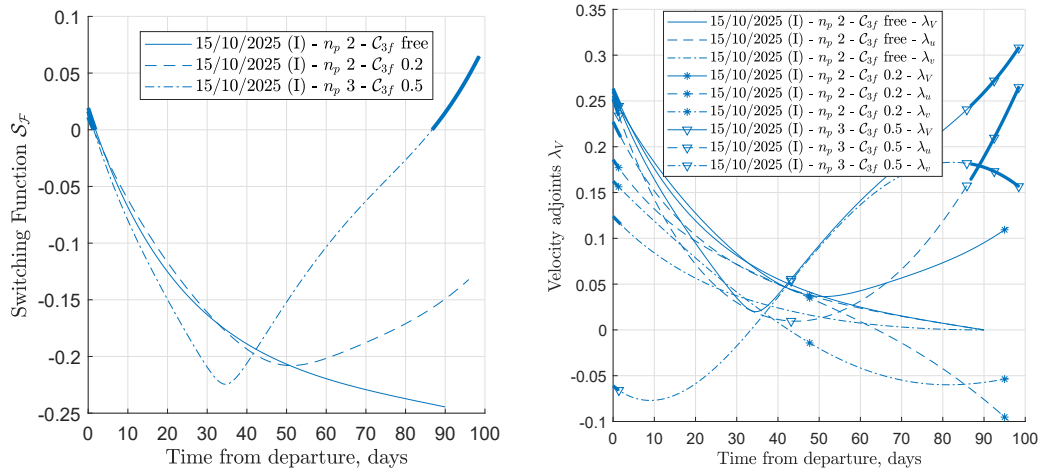 0.1
0.05
0
-0.05
-0.1
-0.15
-0.2
-0.25
0 10 20 30 40 50 60 70 80 90 100
Switching Function 𝒮_ℱ
Time from departure, days
15/10/2025 (I) - n_p 2 - 𝒞_3f free
15/10/2025 (I) - n_p 2 - 𝒞_3f 0.2
15/10/2025 (I) - n_p 3 - 𝒞_3f 0.5
0.35
0.3
0.25
0.2
0.15
0.1
0.05
0
-0.05
-0.1
0 10 20 30 40 50 60 70 80 90 100
Velocity adjoints λ_V
Time from departure, days
15/10/2025 (I) - n_p 2 - 𝒞_3f free - λ_V
15/10/2025 (I) - n_p 2 - 𝒞_3f free - λ_u
15/10/2025 (I) - n_p 2 - 𝒞_3f free - λ_v
15/10/2025 (I) - n_p 2 - 𝒞_3f 0.2 - λ_V
15/10/2025 (I) - n_p 2 - 𝒞_3f 0.2 - λ_u
15/10/2025 (I) - n_p 2 - 𝒞_3f 0.2 - λ_v
15/10/2025 (I) - n_p 3 - 𝒞_3f 0.5 - λ_V
15/10/2025 (I) - n_p 3 - 𝒞_3f 0.5 - λ_u
15/10/2025 (I) - n_p 3 - 𝒞_3f 0.5 - λ_v